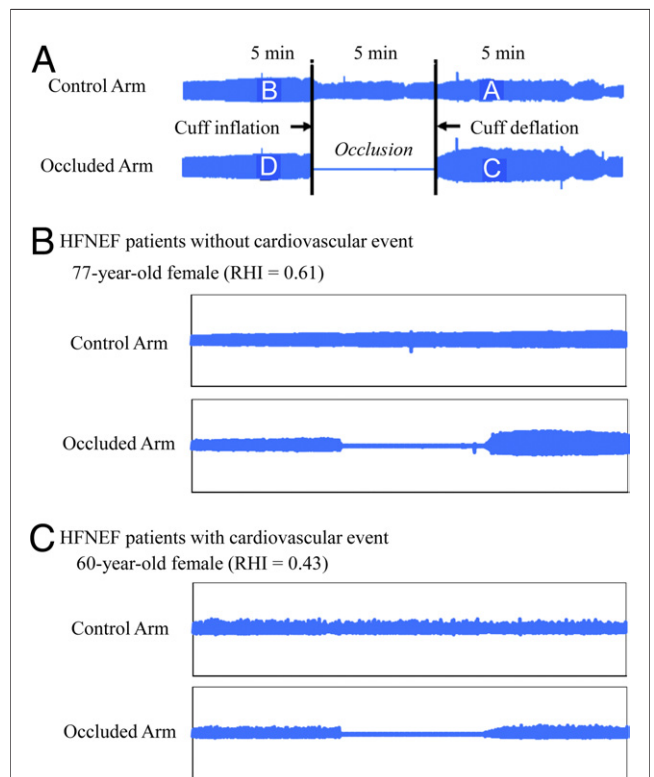 A
5 min 5 min 5 min
Control Arm B A
Cuff inflation Cuff deflation
Occlusion
Occluded Arm D C
B HFNEF patients without cardiovascular event
77-year-old female (RHI = 0.61)
Control Arm
Occluded Arm
C HFNEF patients with cardiovascular event
60-year-old female (RHI = 0.43)
Control Arm
Occluded Arm